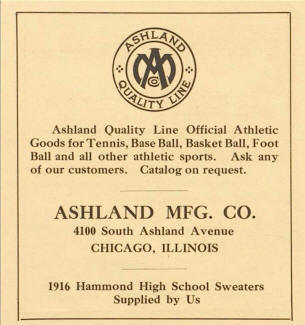 ASHLAND
AM
CO
QUALITY LINE
Ashland Quality Line Official Athletic
Goods for Tennis, Base Ball, Basket Ball, Foot
Ball and all other athletic sports. Ask any
of our customers. Catalog on request.
ASHLAND MFG. CO.
4100 South Ashland Avenue
CHICAGO, ILLINOIS
1916 Hammond High School Sweaters
Supplied by Us